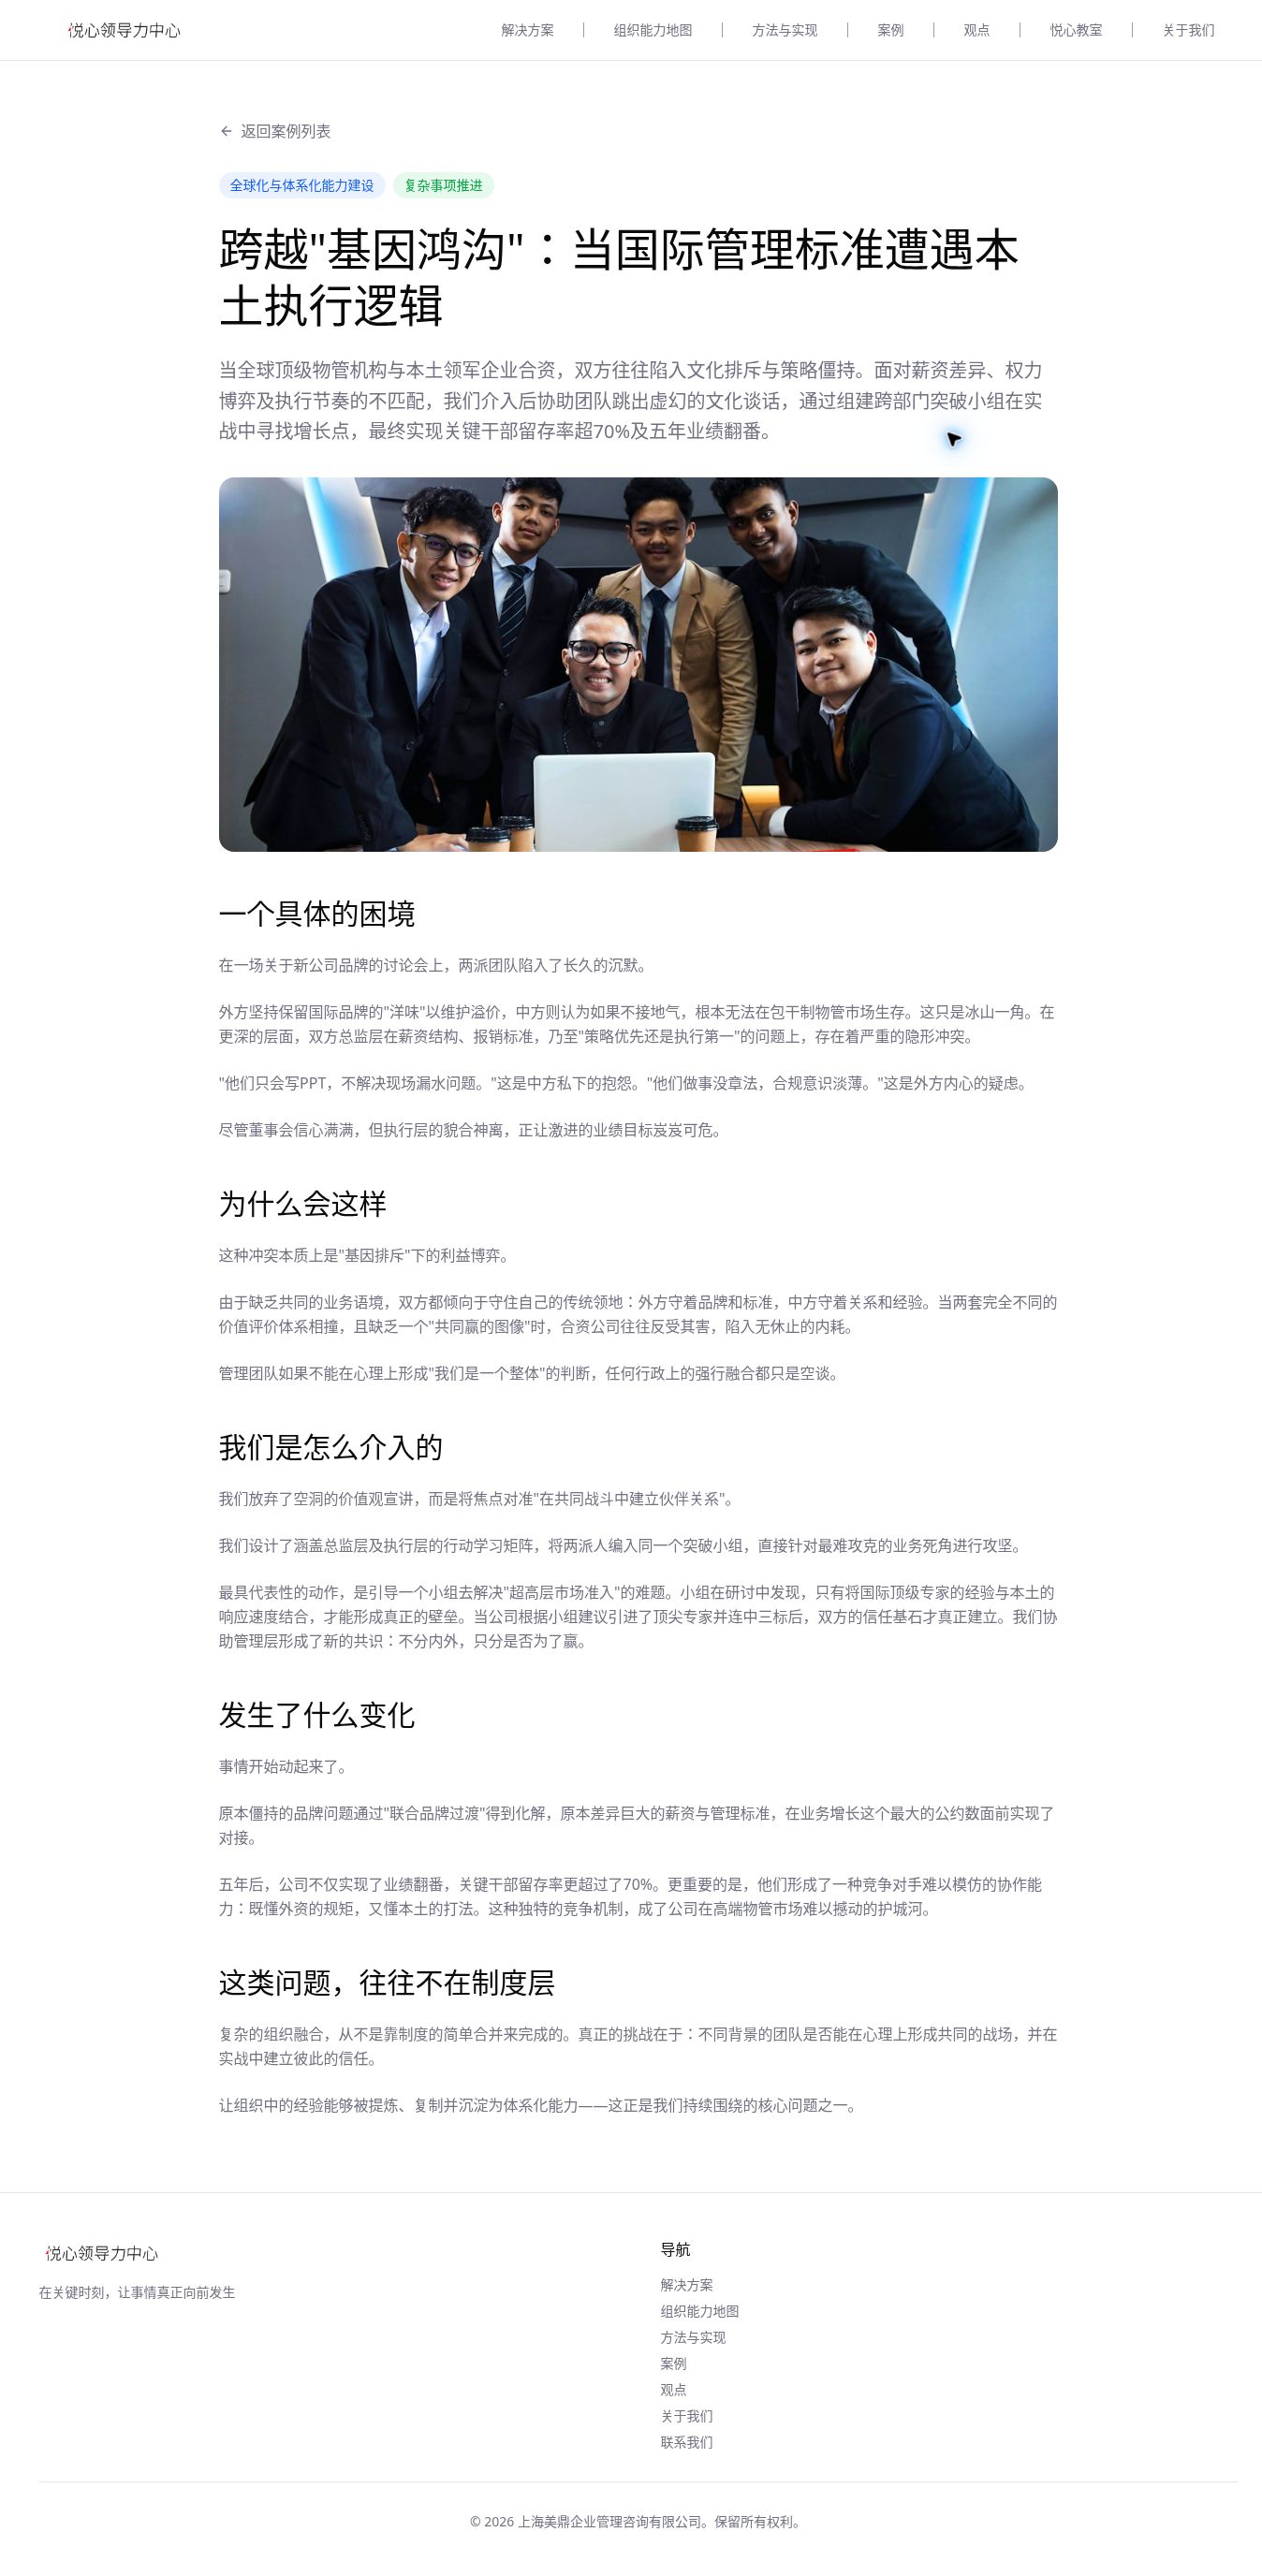 悦心领导力中心
解决方案
组织能力地图
方法与实现
案例
观点
悦心教室
关于我们
返回案例列表
全球化与体系化能力建设
复杂事项推进
跨越"基因鸿沟"：当国际管理标准遭遇本
土执行逻辑
当全球顶级物管机构与本土领军企业合资，双方往往陷入文化排斥与策略僵持。面对薪资差异、权力
博弈及执行节奏的不匹配，我们介入后协助团队跳出虚幻的文化谈话，通过组建跨部门突破小组在实
战中寻找增长点，最终实现关键干部留存率超70%及五年业绩翻番。
一个具体的困境
在一场关于新公司品牌的讨论会上，两派团队陷入了长久的沉默。
外方坚持保留国际品牌的"洋味"以维护溢价，中方则认为如果不接地气，根本无法在包干制物管市场生存。这只是冰山一角。在
更深的层面，双方总监层在薪资结构、报销标准，乃至"策略优先还是执行第一"的问题上，存在着严重的隐形冲突。
"他们只会写PPT，不解决现场漏水问题。"这是中方私下的抱怨。"他们做事没章法，合规意识淡薄。"这是外方内心的疑虑。
尽管董事会信心满满，但执行层的貌合神离，正让激进的业绩目标岌岌可危。
为什么会这样
这种冲突本质上是"基因排斥"下的利益博弈。
由于缺乏共同的业务语境，双方都倾向于守住自己的传统领地：外方守着品牌和标准，中方守着关系和经验。当两套完全不同的
价值评价体系相撞，且缺乏一个"共同赢的图像"时，合资公司往往反受其害，陷入无休止的内耗。
管理团队如果不能在心理上形成"我们是一个整体"的判断，任何行政上的强行融合都只是空谈。
我们是怎么介入的
我们放弃了空洞的价值观宣讲，而是将焦点对准"在共同战斗中建立伙伴关系"。
我们设计了涵盖总监层及执行层的行动学习矩阵，将两派人编入同一个突破小组，直接针对最难攻克的业务死角进行攻坚。
最具代表性的动作，是引导一个小组去解决"超高层市场准入"的难题。小组在研讨中发现，只有将国际顶级专家的经验与本土的
响应速度结合，才能形成真正的壁垒。当公司根据小组建议引进了顶尖专家并连中三标后，双方的信任基石才真正建立。我们协
助管理层形成了新的共识：不分内外，只分是否为了赢。
发生了什么变化
事情开始动起来了。
原本僵持的品牌问题通过"联合品牌过渡"得到化解，原本差异巨大的薪资与管理标准，在业务增长这个最大的公约数面前实现了
对接。
五年后，公司不仅实现了业绩翻番，关键干部留存率更超过了70%。更重要的是，他们形成了一种竞争对手难以模仿的协作能
力：既懂外资的规矩，又懂本土的打法。这种独特的竞争机制，成了公司在高端物管市场难以撼动的护城河。
这类问题，往往不在制度层
复杂的组织融合，从不是靠制度的简单合并来完成的。真正的挑战在于：不同背景的团队是否能在心理上形成共同的战场，并在
实战中建立彼此的信任。
让组织中的经验能够被提炼、复制并沉淀为体系化能力——这正是我们持续围绕的核心问题之一。
悦心领导力中心
在关键时刻，让事情真正向前发生
导航
解决方案
组织能力地图
方法与实现
案例
观点
关于我们
联系我们
© 2026 上海美鼎企业管理咨询有限公司。保留所有权利。